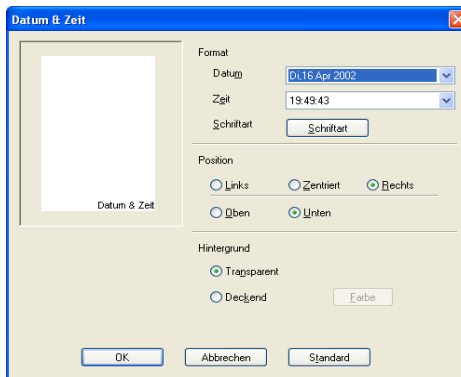 Datum & Zeit
Datum & Zeit
Format
Datum
Di,16 Apr 2002
Zeit
19:49:43
Schriftart
Schriftart
Position
Links
Zentriert
Rechts
Oben
Unten
Hintergrund
Transparent
Deckend
Farbe
OK
Abbrechen
Standard